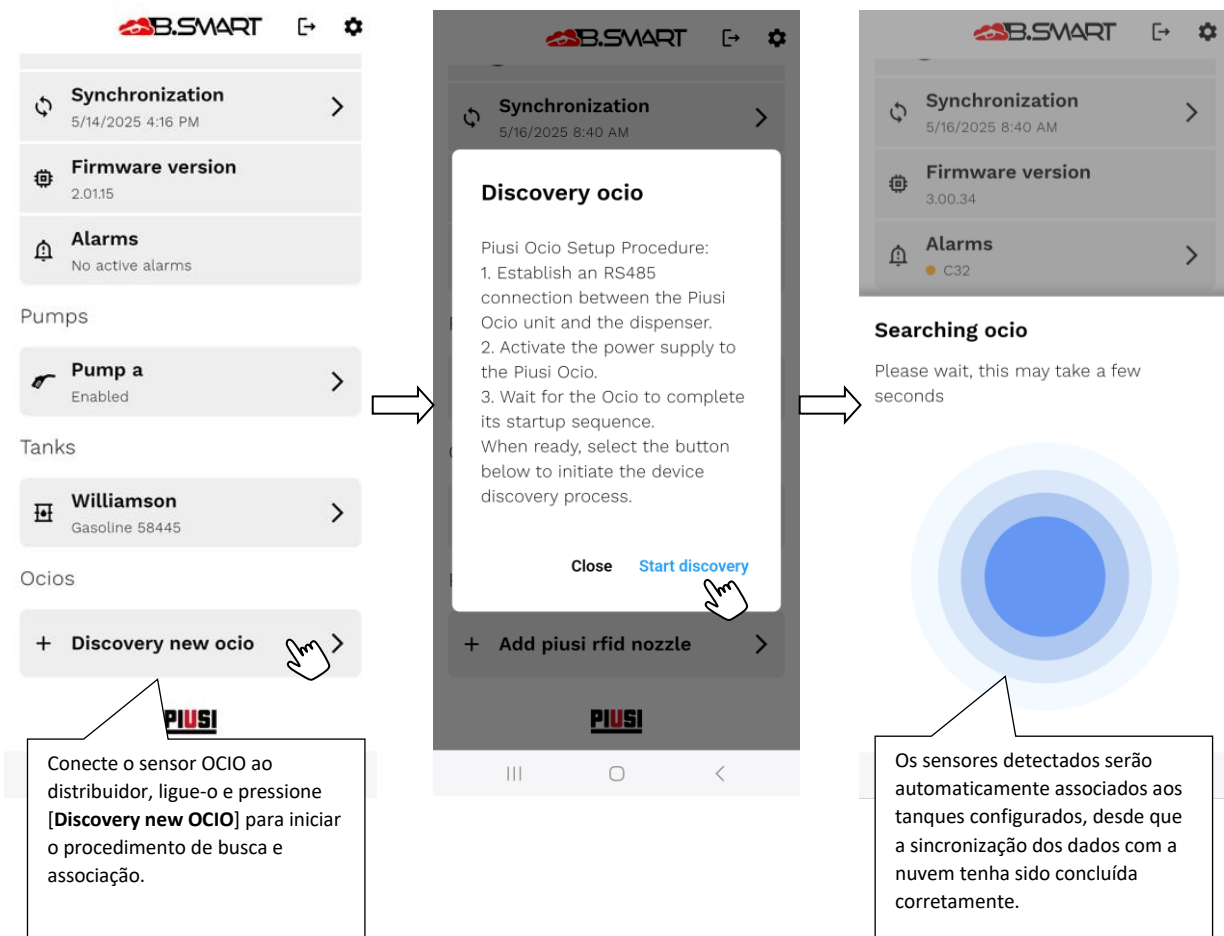 B.SMART
Synchronization
5/14/2025 4:16 PM
Firmware version
2.01.15
Alarms
No active alarms
Pumps
Pump a
Enabled
Tanks
Williamson
Gasoline 58445
Ocios
+ Discovery new ocio
PIUSI
Conecte o sensor OCIO ao
distribuidor, ligue-o e pressione
[Discovery new OCIO] para iniciar
o procedimento de busca e
associação.
B.SMART
Synchronization
5/16/2025 8:40 AM
Discovery ocio
Piusi Ocio Setup Procedure:
1. Establish an RS485
connection between the Piusi
Ocio unit and the dispenser.
2. Activate the power supply to
the Piusi Ocio.
3. Wait for the Ocio to complete
its startup sequence.
When ready, select the button
below to initiate the device
discovery process.
Close Start discovery
+ Add piusi rfid nozzle
PIUSI
B.SMART
Synchronization
5/16/2025 8:40 AM
Firmware version
3.00.34
Alarms
C32
Searching ocio
Please wait, this may take a few
seconds
Os sensores detectados serão
automaticamente associados aos
tanques configurados, desde que
a sincronização dos dados com a
nuvem tenha sido concluída
corretamente.